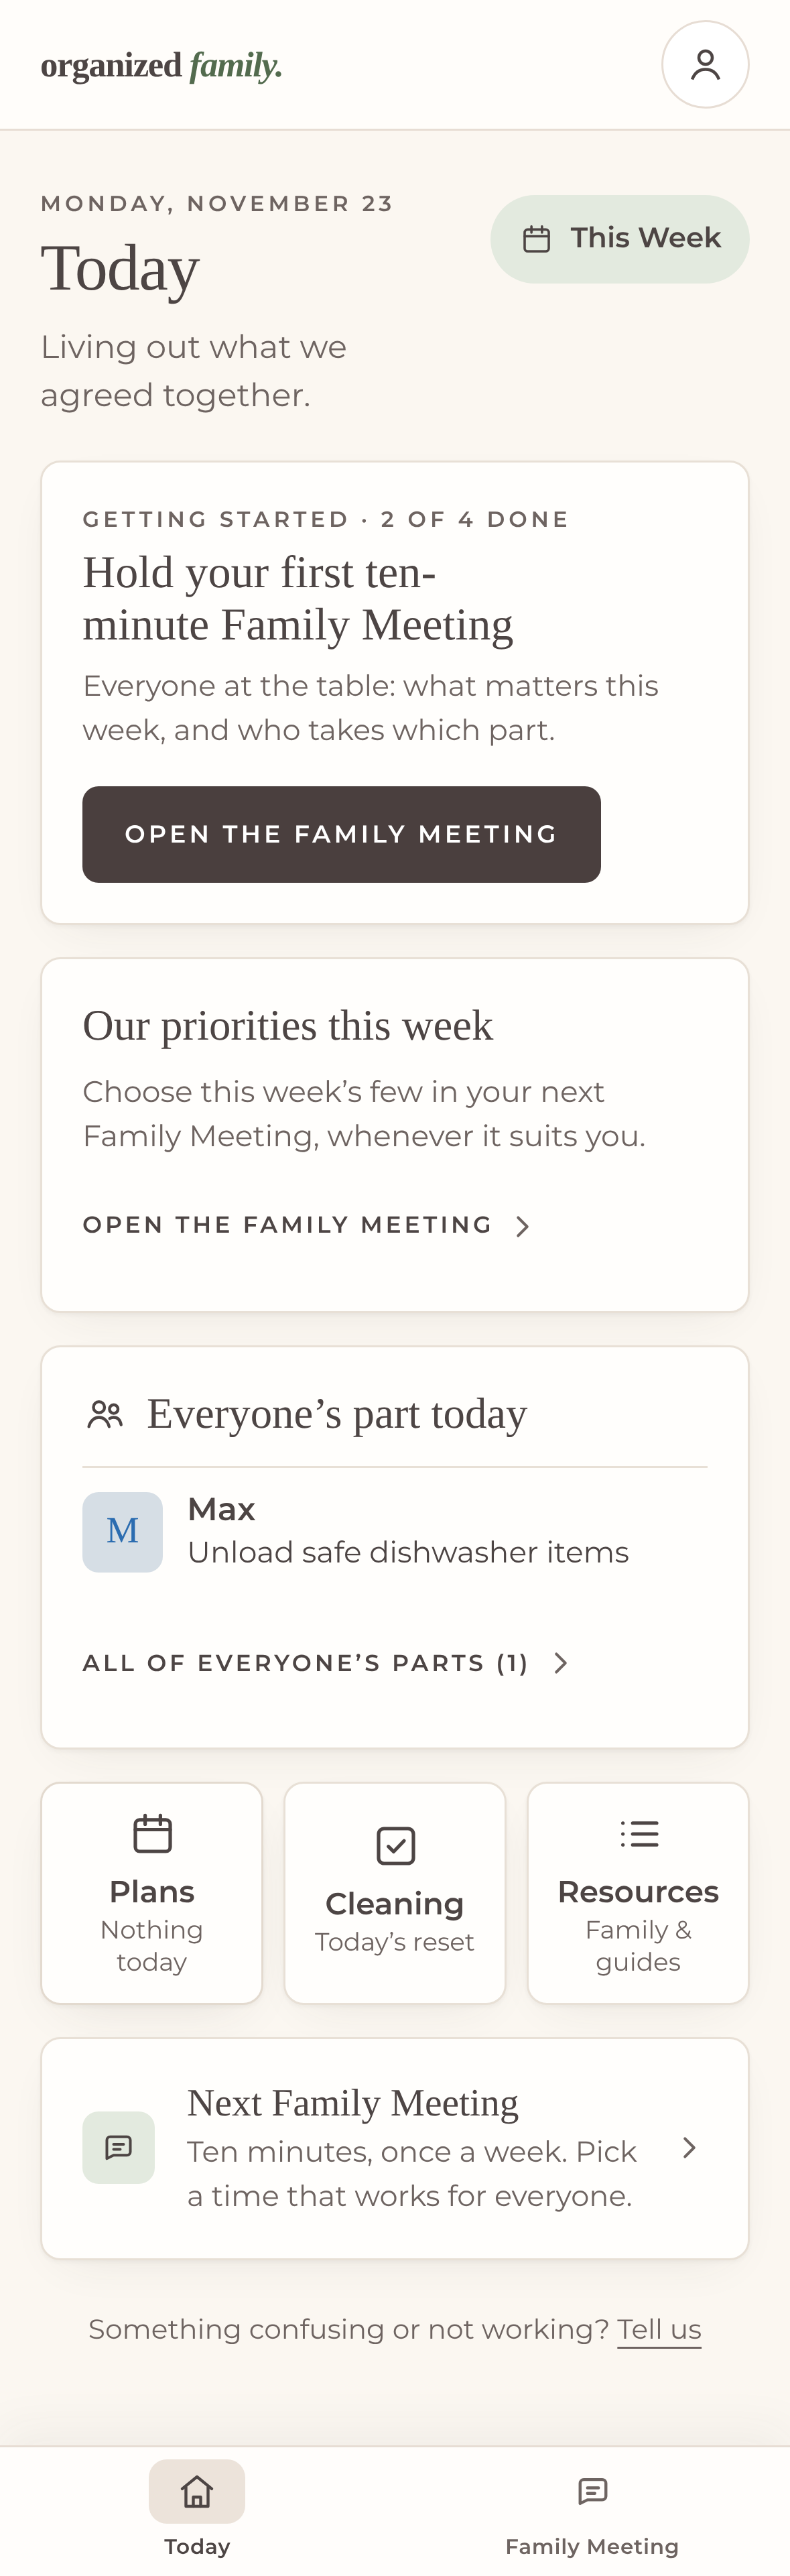 organized family.
MONDAY, NOVEMBER 23
Today
This Week
Living out what we
agreed together.
GETTING STARTED · 2 OF 4 DONE
Hold your first ten-
minute Family Meeting
Everyone at the table: what matters this
week, and who takes which part.
OPEN THE FAMILY MEETING
Our priorities this week
Choose this week’s few in your next
Family Meeting, whenever it suits you.
OPEN THE FAMILY MEETING
Everyone’s part today
M
Max
Unload safe dishwasher items
ALL OF EVERYONE’S PARTS (1)
Plans
Nothing
today
Cleaning
Today’s reset
Resources
Family &
guides
Next Family Meeting
Ten minutes, once a week. Pick
a time that works for everyone.
Something confusing or not working? Tell us
Today
Family Meeting